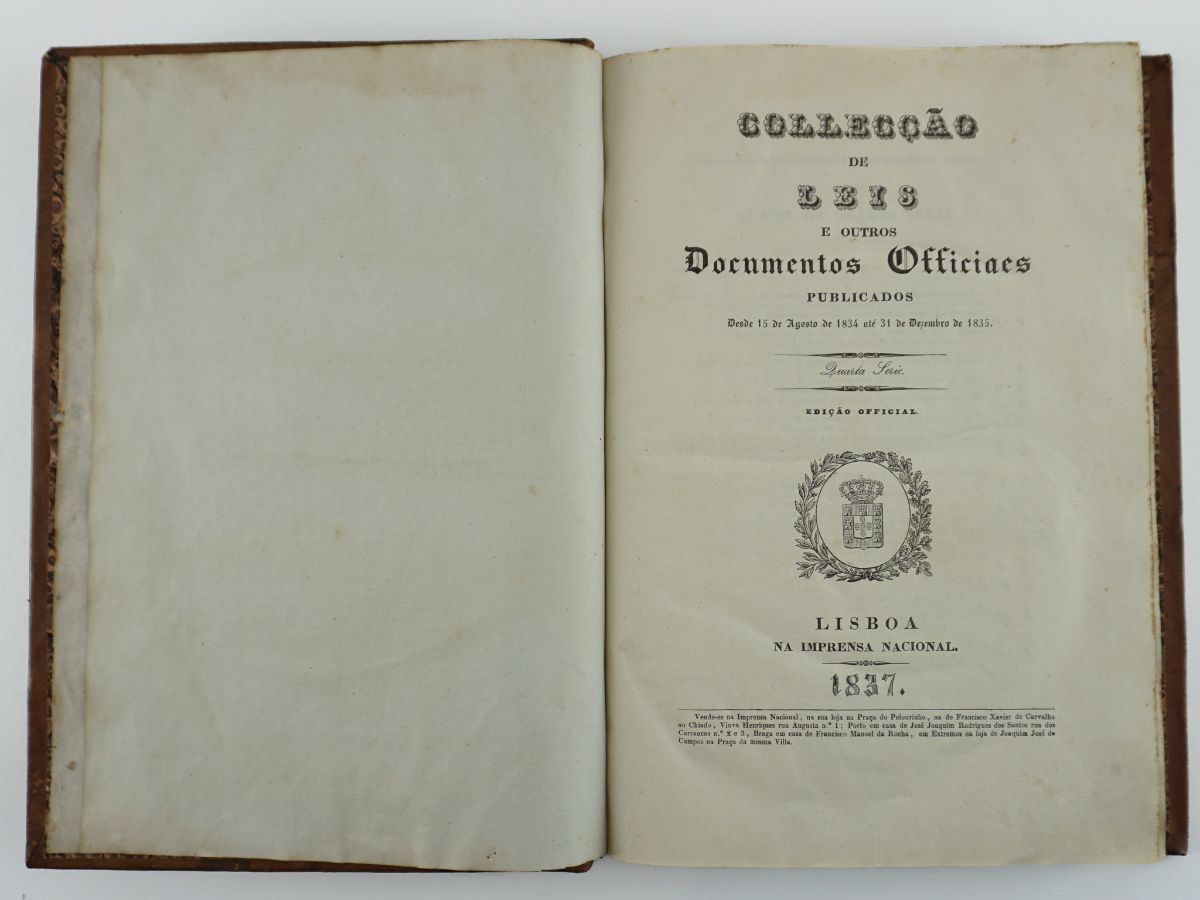 COLLECÇÃO
DE
LEIS
E OUTROS
Documentos Officiaes
PUBLICADOS
Desde 15 de Agosto de 1834 até 31 de Dezembro de 1835.
Quarta Serie.
EDIÇÃO OFFICIAL.
LISBOA
NA IMPRENSA NACIONAL.
1837.
Vende-se na Imprensa Nacional, na sua loja na Praça do Pelourinho, na de Francisco Xavier de Carvalho
ao Chiado, Viuva Henriques rua Augusta n.º 1; Porto em casa de José Joaquim Rodrigues dos Santos rua dos
Carrancas n.º 2 e 3, Braga em casa de Francisco Manoel da Rocha, em Extremos na loja de Joaquim José de
Campos na Praça da mesma Villa.